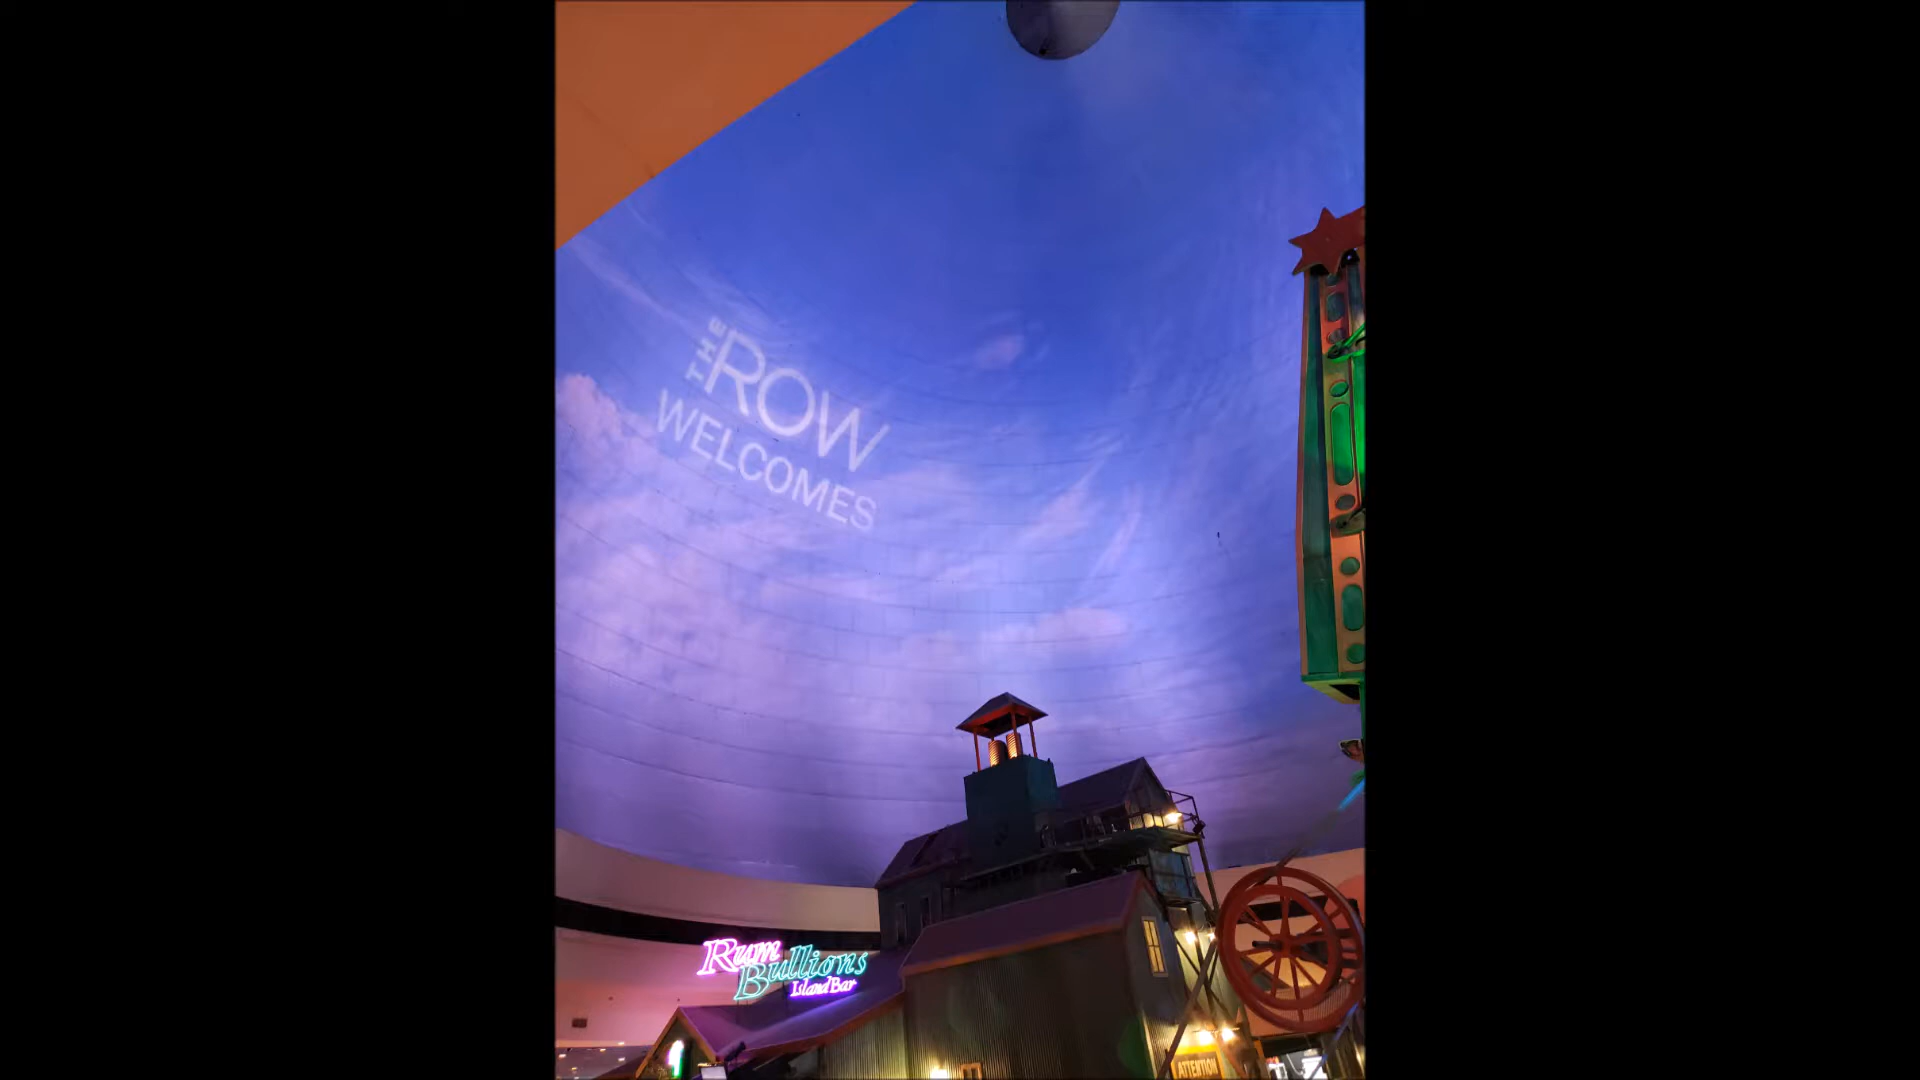 THE
ROW
WELCOMES
Rum
Bullions
Island Bar
ATTENTION